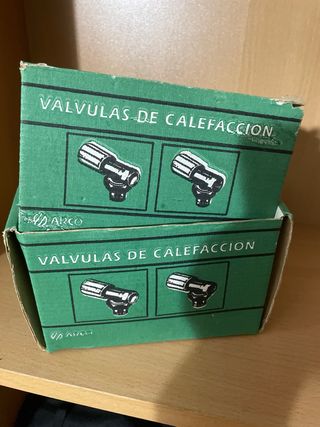 VALVULAS DE CALEFACCION
ARCO
VALVULAS DE CALEFACCION
ARCO